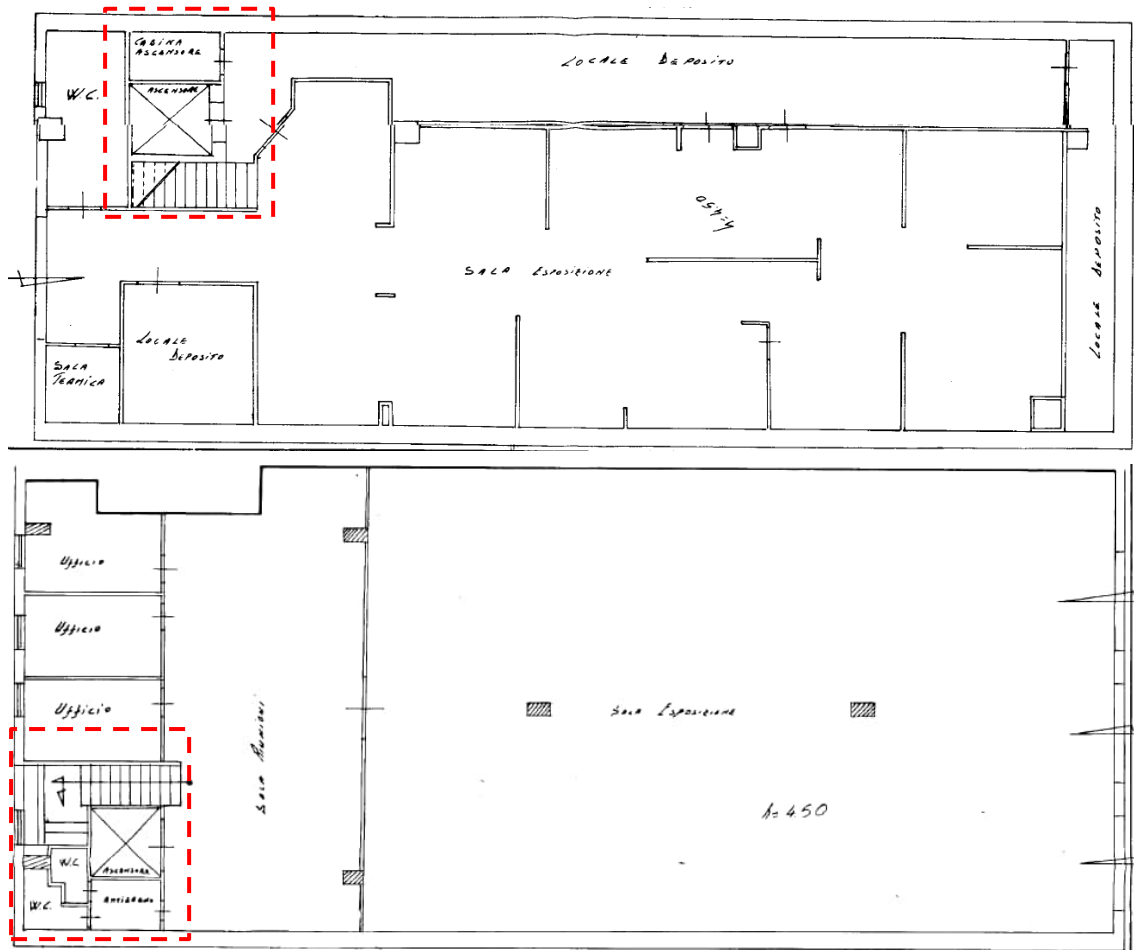 CABINA
ASCENSORE
LOCALE DEPOSITO
W.C.
ASCENSORE
h=4.50
SALA ESPOSIZIONE
LOCALE DEPOSITO
LOCALE
DEPOSITO
SALA
TERMICA
Ufficio
Ufficio
Ufficio
SALA RIUNIONI
SALA ESPOSIZIONE
h= 4.50
W.C
ASCENSORE
W.C.
ANTIBAGNO